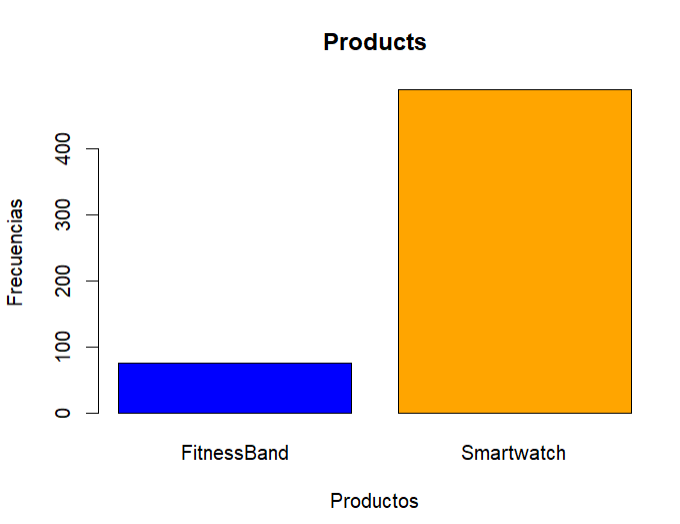 Products
Frecuencias
400
300
200
100
0
FitnessBand
Smartwatch
Productos